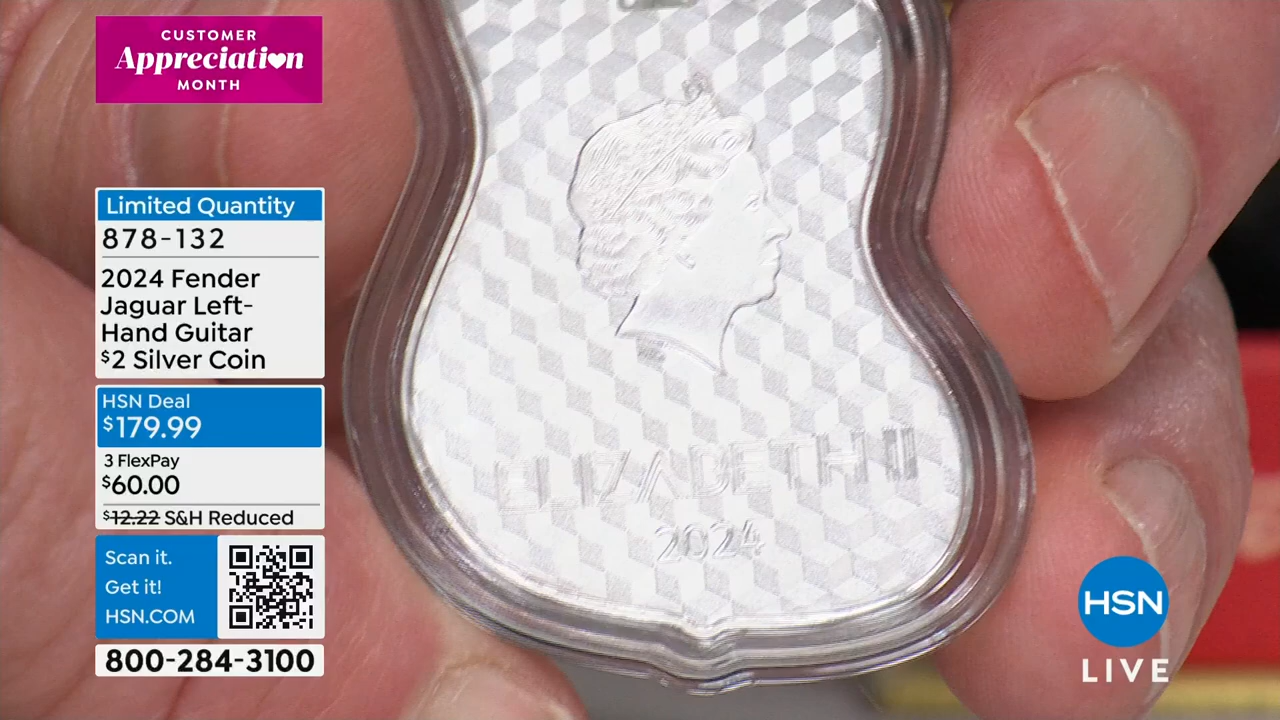 CUSTOMER
Appreciation
MONTH
Limited Quantity
878-132
2024 Fender
Jaguar Left-
Hand Guitar
$2 Silver Coin
HSN Deal
$179.99
3 FlexPay
$60.00
$12.22 S&H Reduced
Scan it.
Get it!
HSN.COM
800-284-3100
ELIZABETH II
2024
HSN
LIVE